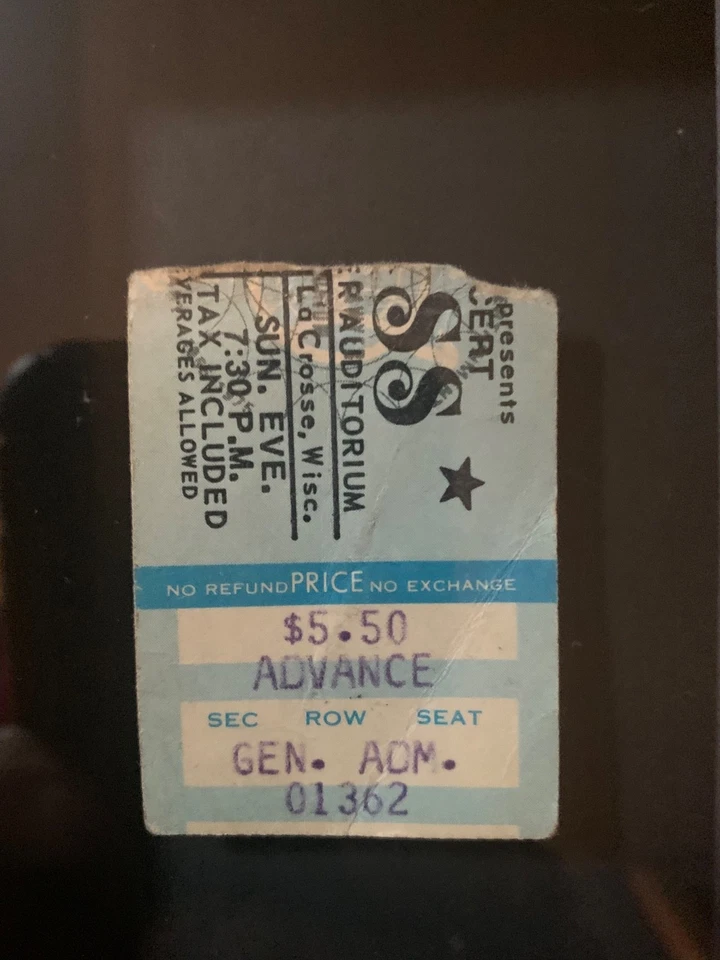 presents
CERT
SS ★
R AUDITORIUM
La Crosse, Wisc.
SUN. EVE.
7:30 P.M.
TAX INCLUDED
VERAGES ALLOWED
NO REFUND PRICE NO EXCHANGE
$5.50
ADVANCE
SEC ROW SEAT
GEN. ADM.
01362